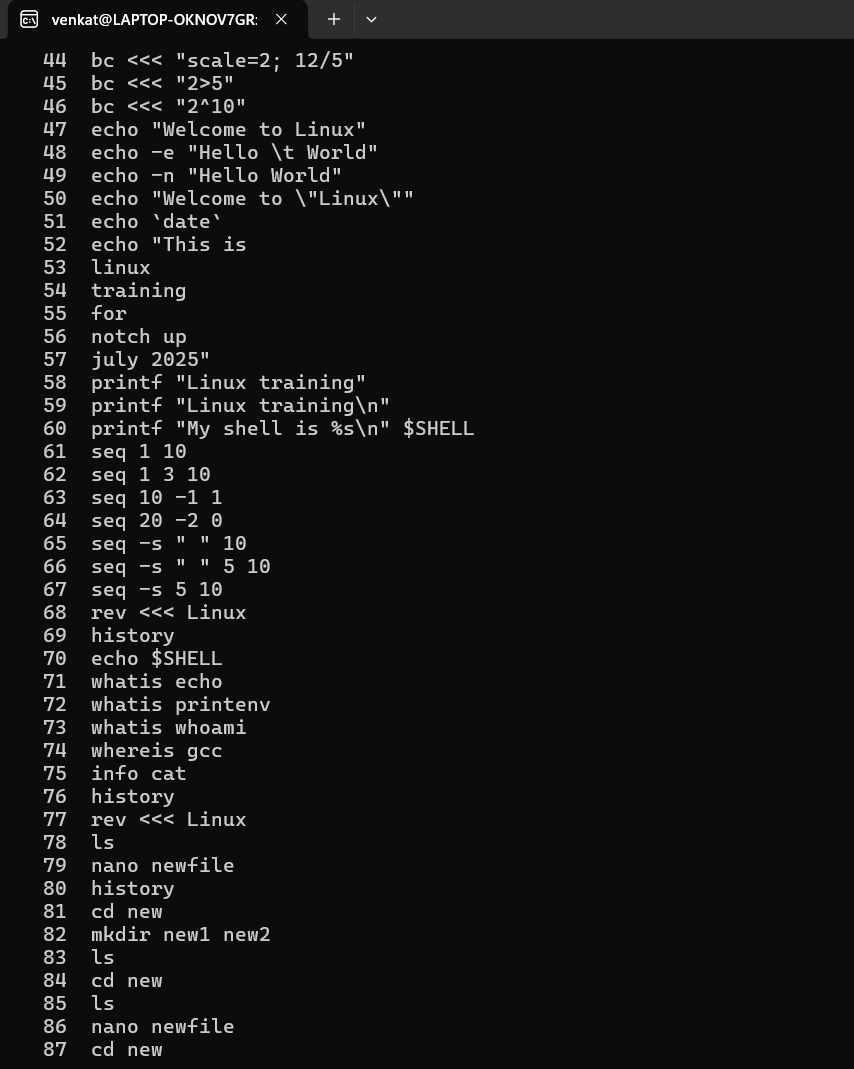 venkat@LAPTOP-OKNOV7GR:
44 bc <<< "scale=2; 12/5"
45 bc <<< "2>5"
46 bc <<< "2^10"
47 echo "Welcome to Linux"
48 echo -e "Hello \t World"
49 echo -n "Hello World"
50 echo "Welcome to \"Linux\""
51 echo `date`
52 echo "This is
53 linux
54 training
55 for
56 notch up
57 july 2025"
58 printf "Linux training"
59 printf "Linux training\n"
60 printf "My shell is %s\n" $SHELL
61 seq 1 10
62 seq 1 3 10
63 seq 10 -1 1
64 seq 20 -2 0
65 seq -s " " 10
66 seq -s " " 5 10
67 seq -s 5 10
68 rev <<< Linux
69 history
70 echo $SHELL
71 whatis echo
72 whatis printenv
73 whatis whoami
74 whereis gcc
75 info cat
76 history
77 rev <<< Linux
78 ls
79 nano newfile
80 history
81 cd new
82 mkdir new1 new2
83 ls
84 cd new
85 ls
86 nano newfile
87 cd new